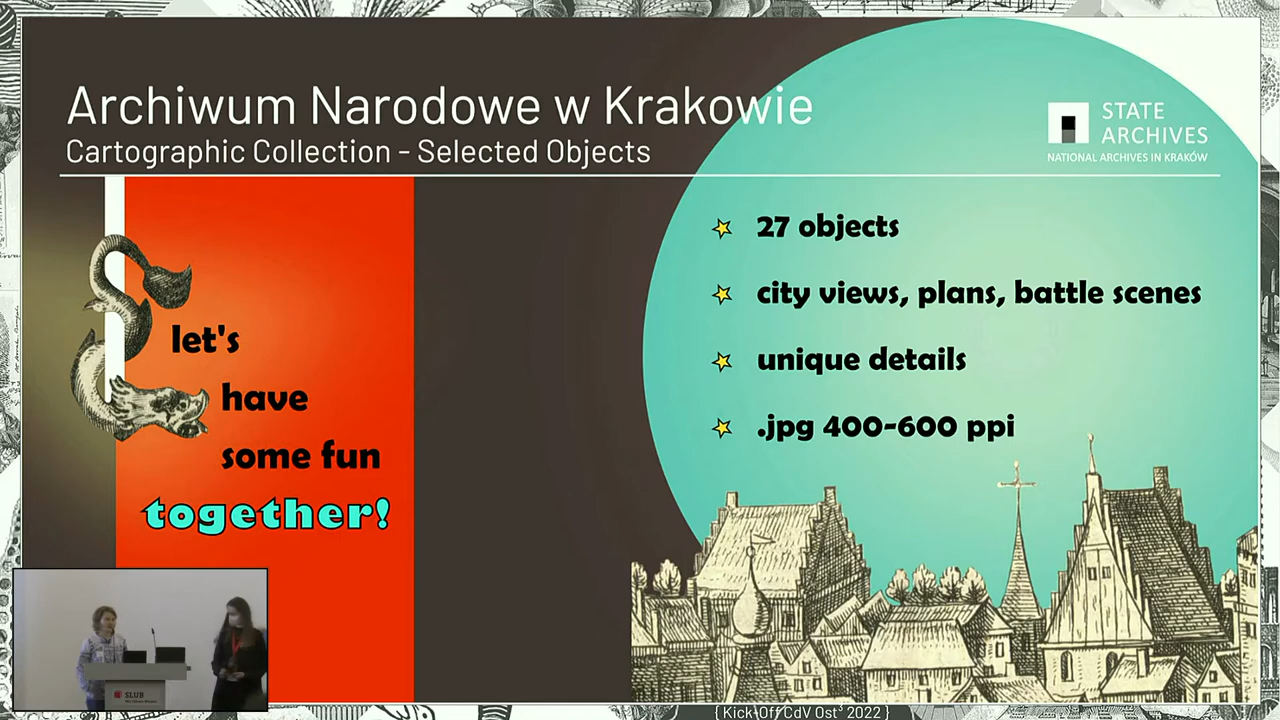 Archiwum Narodowe w Krakowie
Cartographic Collection - Selected Objects
STATE
ARCHIVES
NATIONAL ARCHIVES IN KRAKÓW
27 objects
city views, plans, battle scenes
unique details
.jpg 400-600 ppi
let's
have
some fun
together!
SLUB
{ Kick-Off CdV Ost³ 2022 }